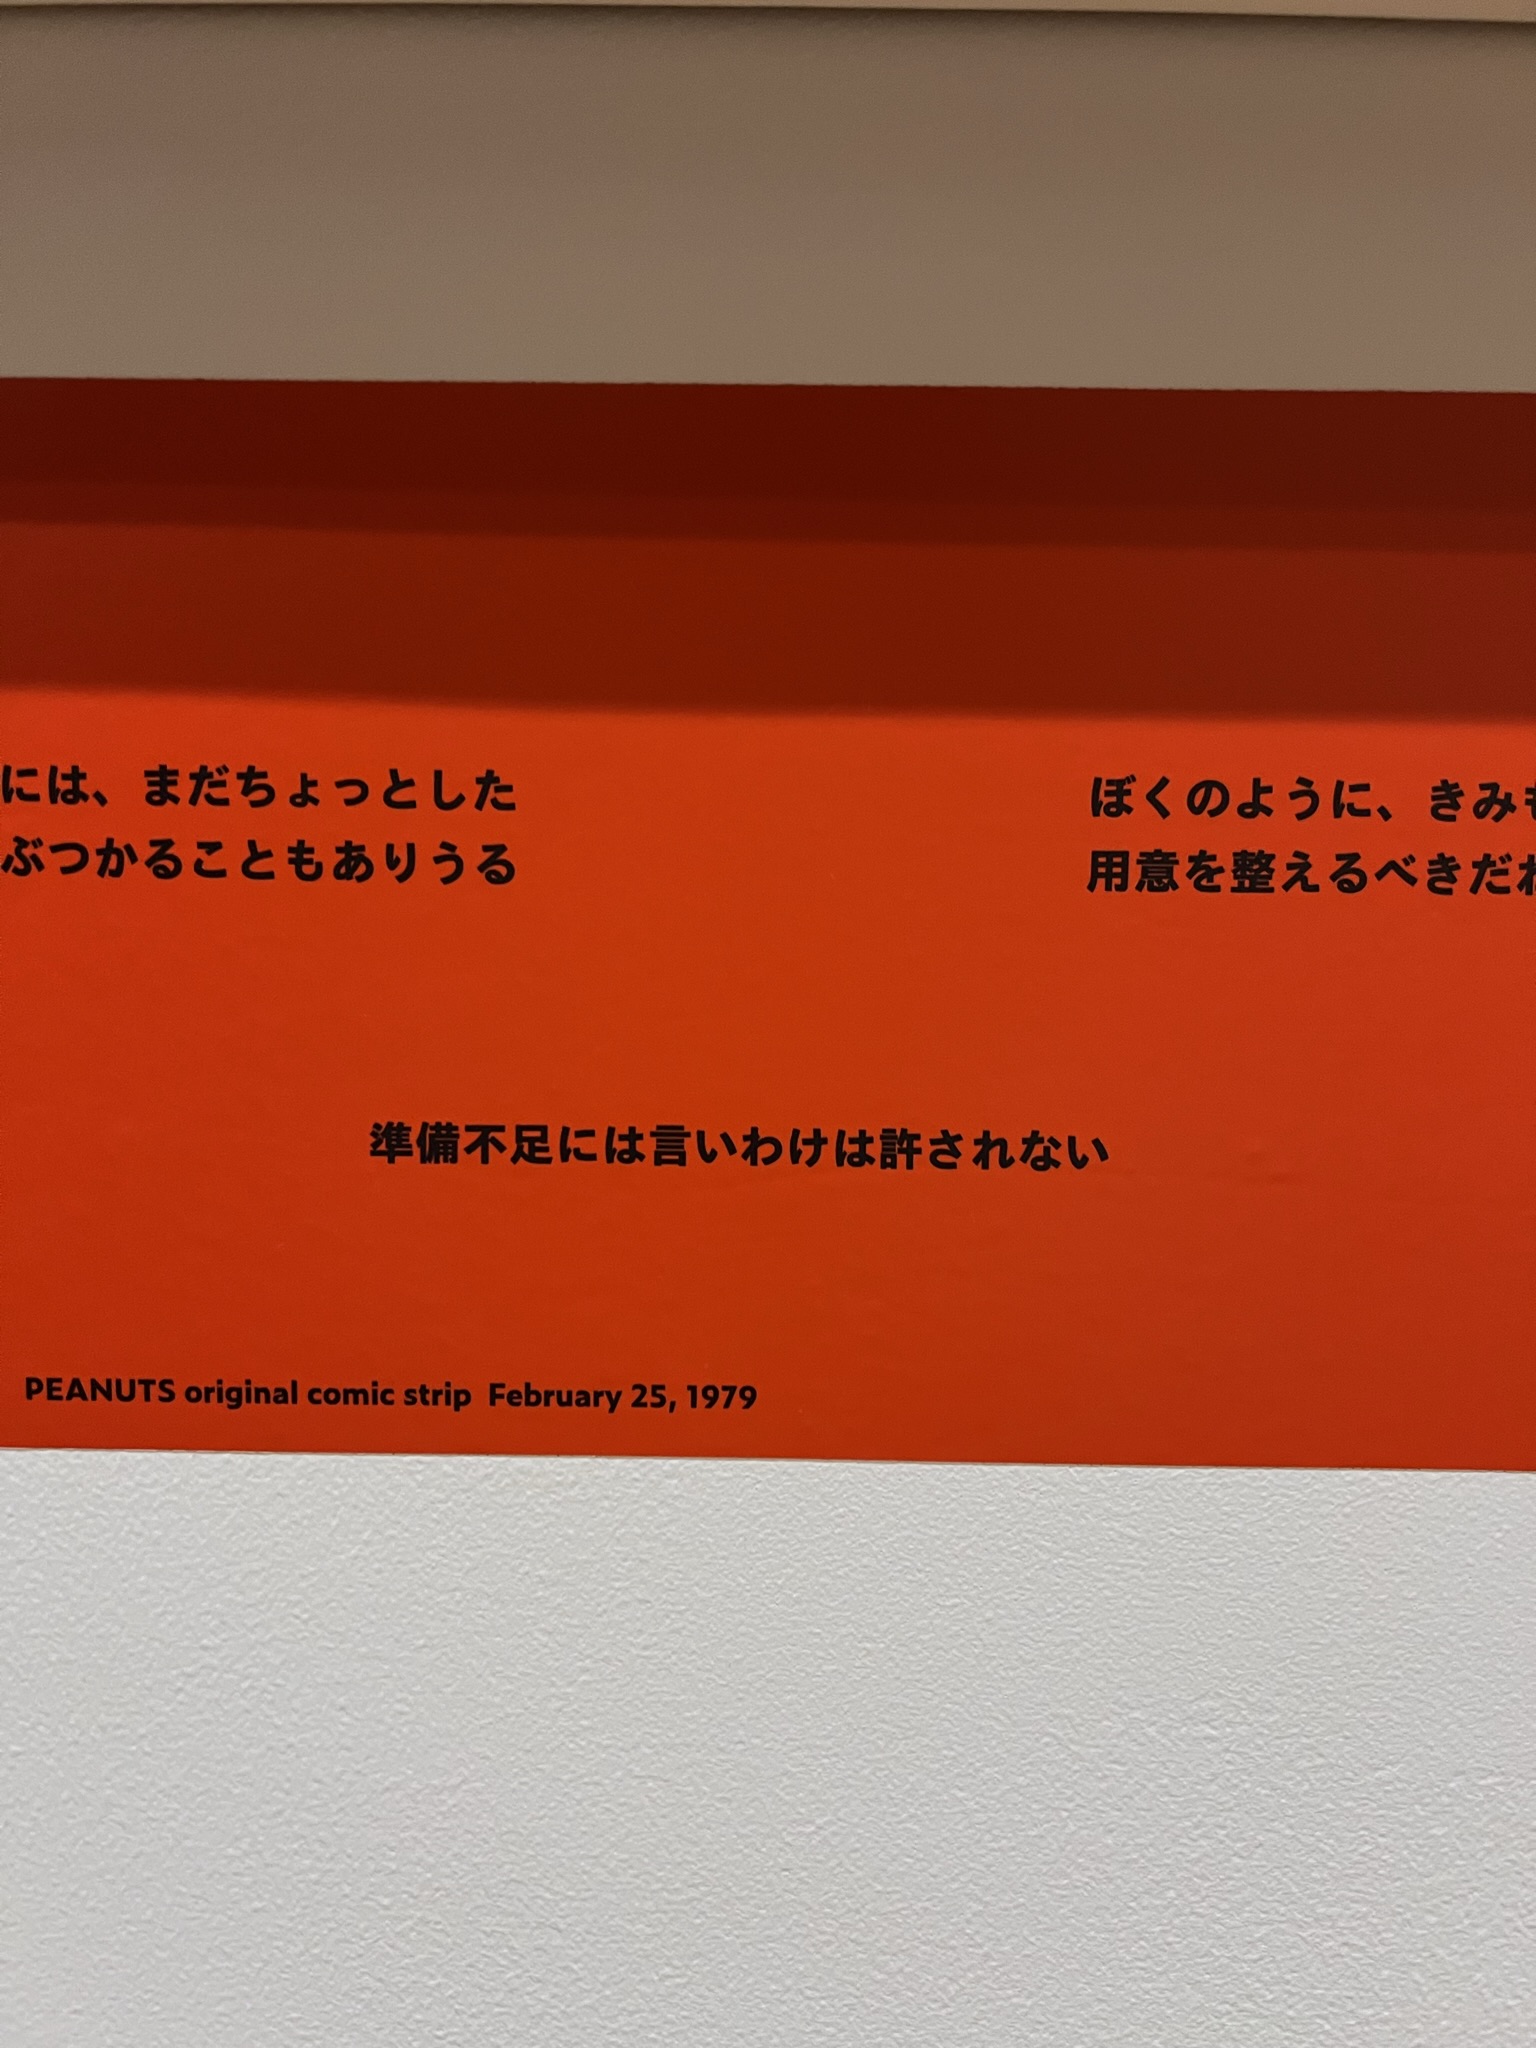 には、まだちょっとした
ぶつかることもありうる
ぼくのように、きみも
用意を整えるべきだ
準備不足には言いわけは許されない
PEANUTS original comic strip February 25, 1979